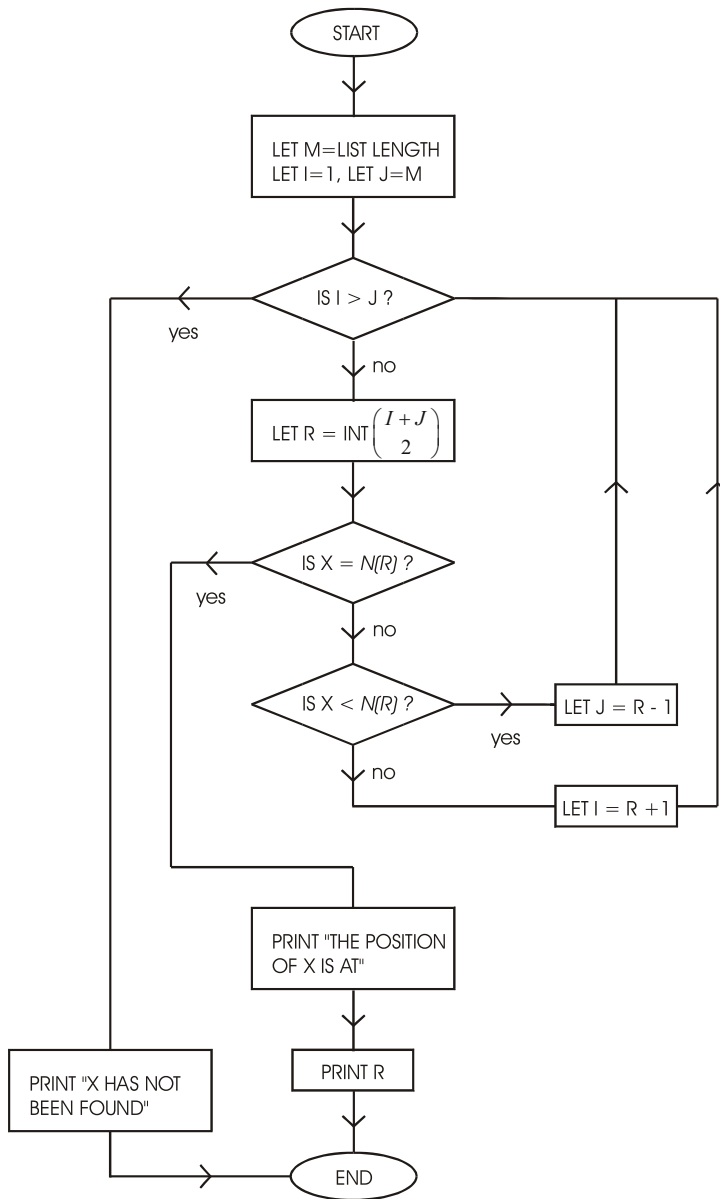 START
LET M=LIST LENGTH
LET I=1, LET J=M
IS I > J ?
yes
no
LET R = INT(I + J
2)
IS X = N(R) ?
yes
no
IS X < N(R) ?
LET J = R - 1
yes
no
LET I = R +1
PRINT "THE POSITION
OF X IS AT"
PRINT R
PRINT "X HAS NOT
BEEN FOUND"
END